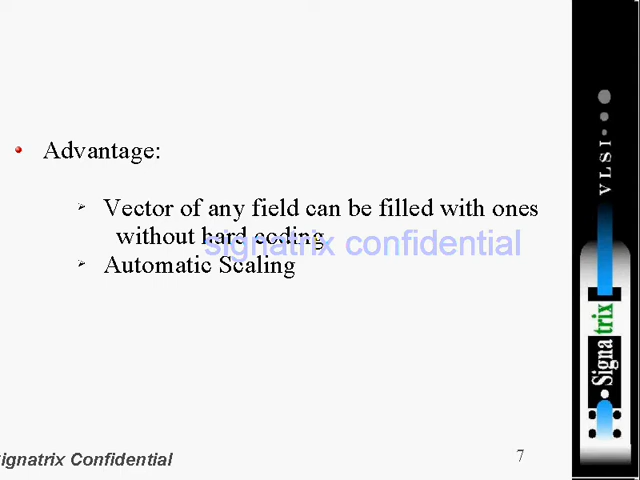 Advantage:
Vector of any field can be filled with ones
without hard coding
signatrix confidential
Automatic Scaling
VLSI
Signatrix
ignatrix Confidential
7